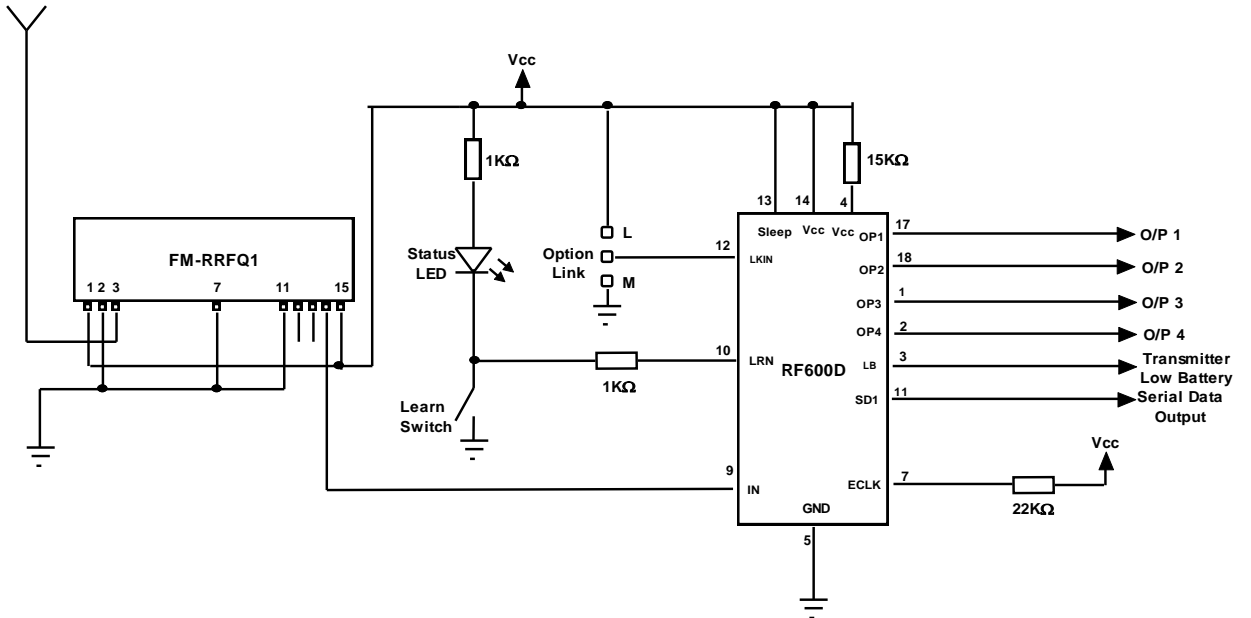 Vcc
1KΩ
15KΩ
13
14
4
FM-RRFQ1
1 2 3
7
11
15
Status
LED
Option
Link
L
M
12
LKIN
Sleep
Vcc
Vcc
OP1
17
O/P 1
OP2
18
O/P 2
OP3
1
O/P 3
OP4
2
O/P 4
10
LRN
RF600D
LB
3
Transmitter
Low Battery
1KΩ
SD1
11
Serial Data
Output
Learn
Switch
Vcc
9
IN
ECLK
7
22KΩ
GND
5